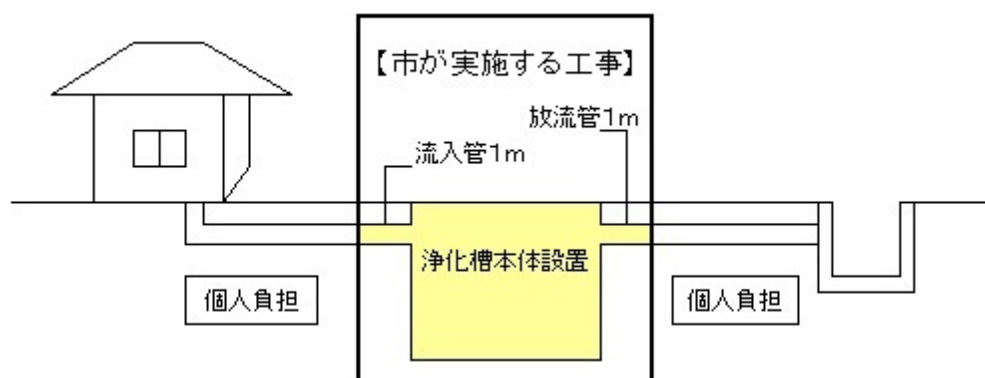 【市が実施する工事】
放流管1m
流入管1m
浄化槽本体設置
個人負担
個人負担